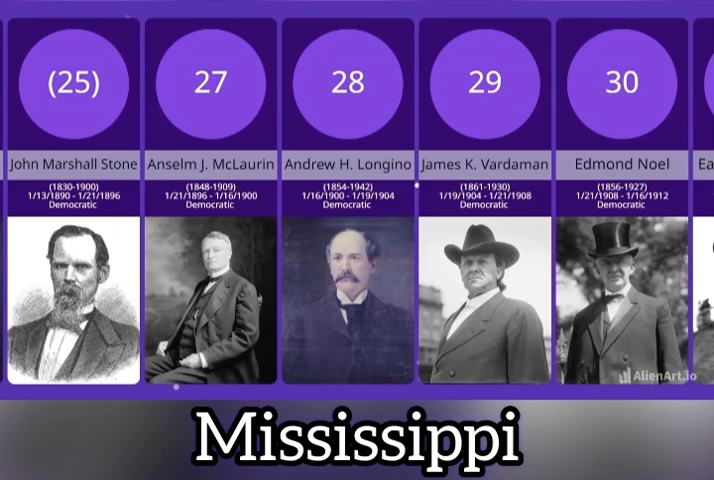 (25)
27
28
29
30
John Marshall Stone
Anselm J. McLaurin
Andrew H. Longino
James K. Vardaman
Edmond Noel
Ea
(1830-1900)
1/13/1890 - 1/21/1896
Democratic
(1848-1909)
1/21/1896 - 1/16/1900
Democratic
(1854-1942)
1/16/1900 - 1/19/1904
Democratic
(1861-1930)
1/19/1904 - 1/21/1908
Democratic
(1856-1927)
1/21/1908 - 1/16/1912
Democratic
AlienArt.io
Mississippi